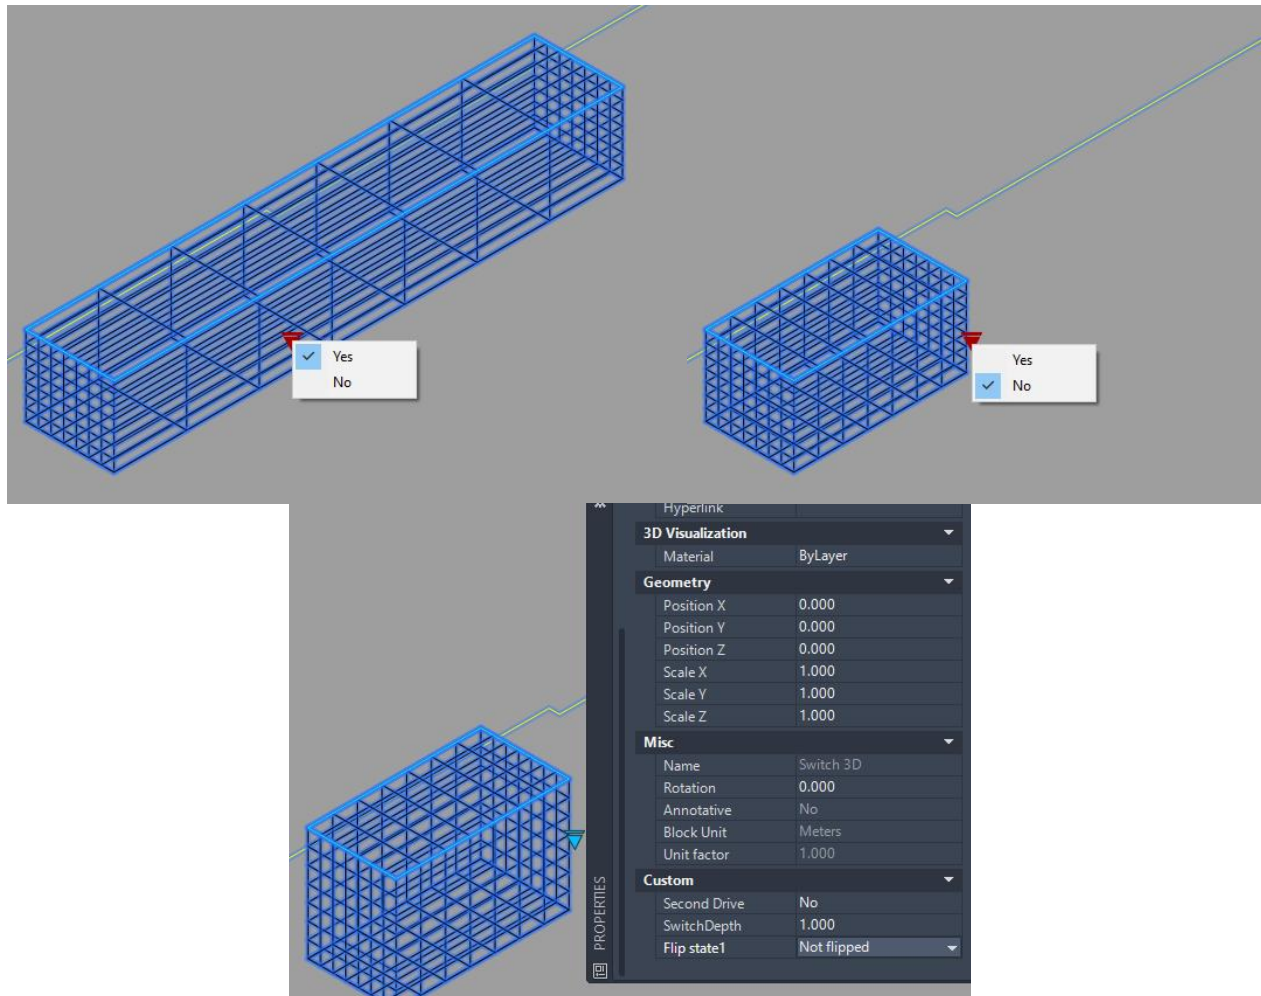 Yes
No
Yes
No
Hyperlink
3D Visualization
Material ByLayer
Geometry
Position X 0.000
Position Y 0.000
Position Z 0.000
Scale X 1.000
Scale Y 1.000
Scale Z 1.000
Misc
Name Switch 3D
Rotation 0.000
Annotative No
Block Unit Meters
Unit factor 1.000
Custom
Second Drive No
SwitchDepth 1.000
Flip state1 Not flipped
PROPERTIES